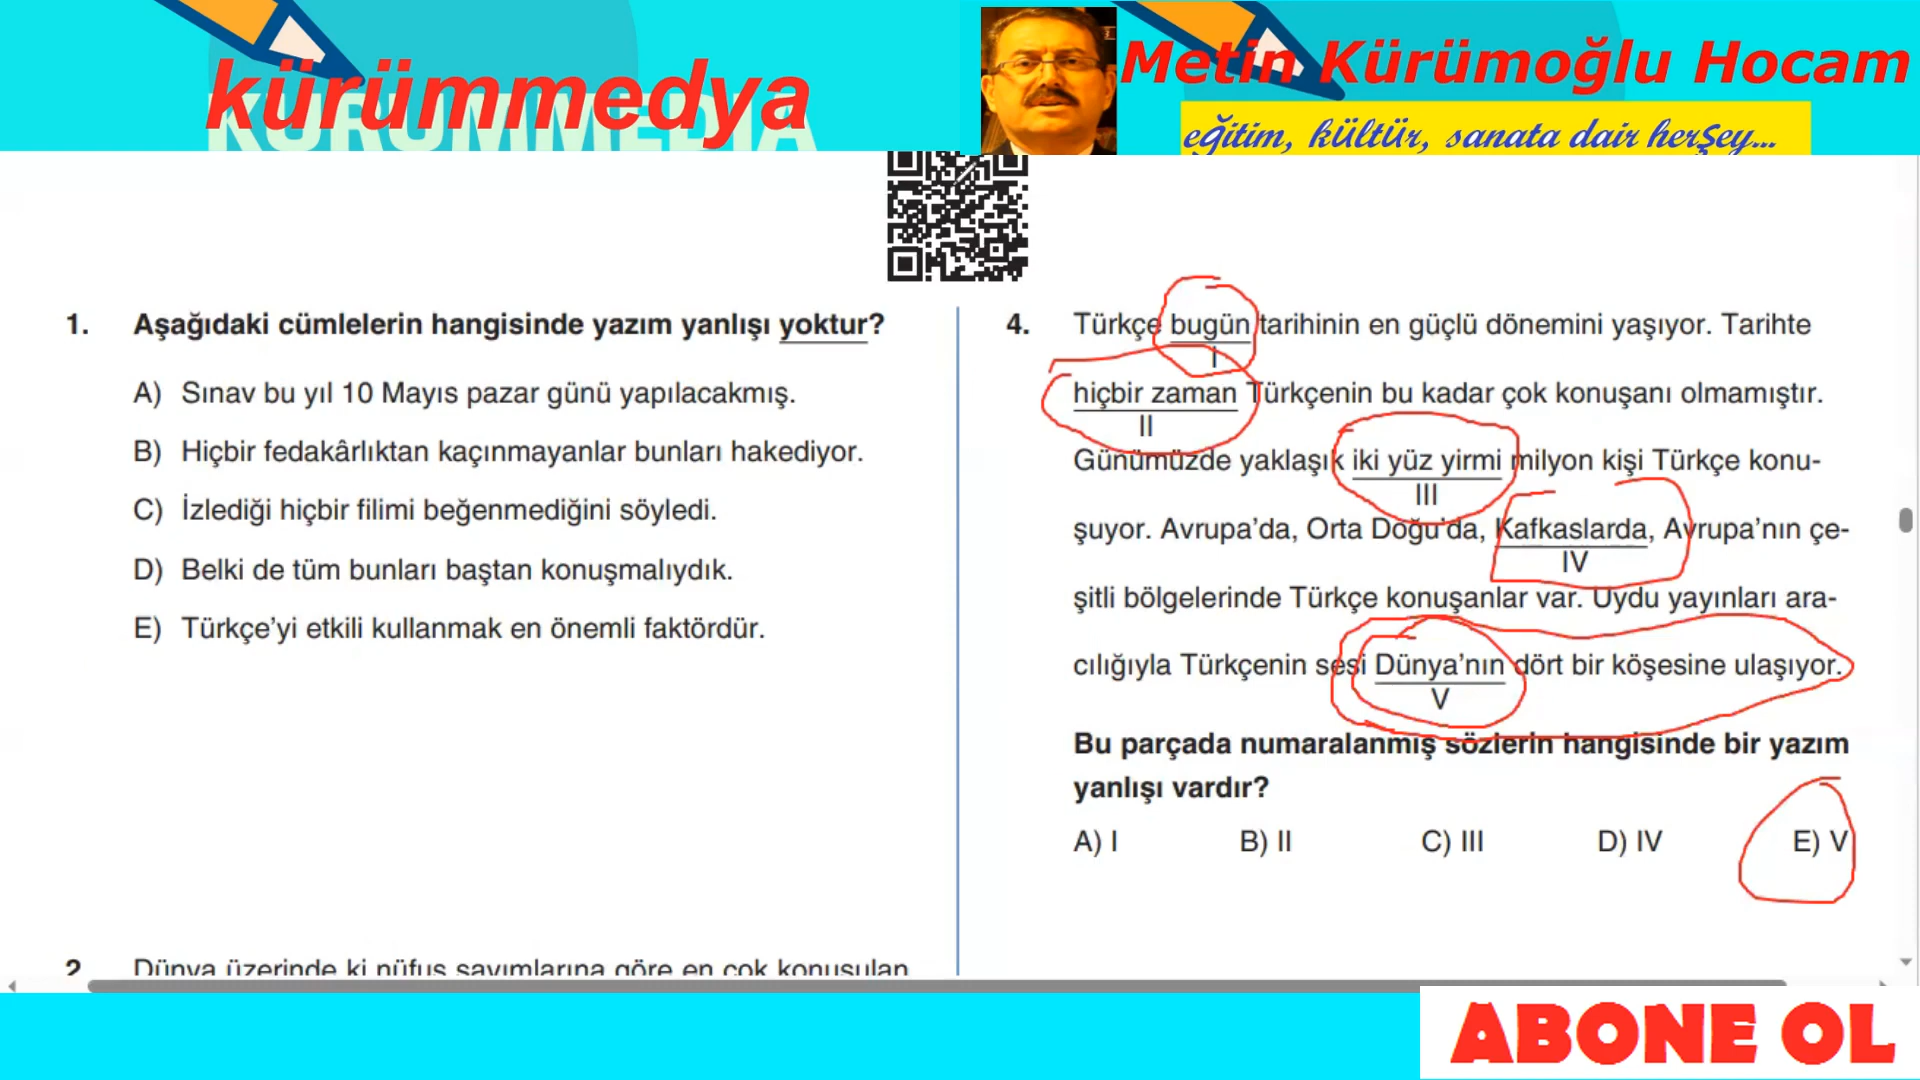 kürümmedya
KÜRÜMMEDIA
Metin Kürümoğlu Hocam
eğitim, kültür, sanata dair herşey...
1. Aşağıdaki cümlelerin hangisinde yazım yanlışı yoktur?
A) Sınav bu yıl 10 Mayıs pazar günü yapılacakmış.
B) Hiçbir fedakârlıktan kaçınmayanlar bunları hakediyor.
C) İzlediği hiçbir filimi beğenmediğini söyledi.
D) Belki de tüm bunları baştan konuşmalıydık.
E) Türkçe’yi etkili kullanmak en önemli faktördür.
2 Dünya üzerinde ki nüfus sayımlarına göre en çok konuşulan
4. Türkçe bugün tarihinin en güçlü dönemini yaşıyor. Tarihte
I
hiçbir zaman Türkçenin bu kadar çok konuşanı olmamıştır.
II
Günümüzde yaklaşık iki yüz yirmi milyon kişi Türkçe konu-
III
şuyor. Avrupa’da, Orta Doğu’da, Kafkaslarda, Avrupa’nın çe-
IV
şitli bölgelerinde Türkçe konuşanlar var. Uydu yayınları ara-
cılığıyla Türkçenin sesi Dünya’nın dört bir köşesine ulaşıyor.
V
Bu parçada numaralanmış sözlerin hangisinde bir yazım
yanlışı vardır?
A) I B) II C) III D) IV E) V
ABONE OL